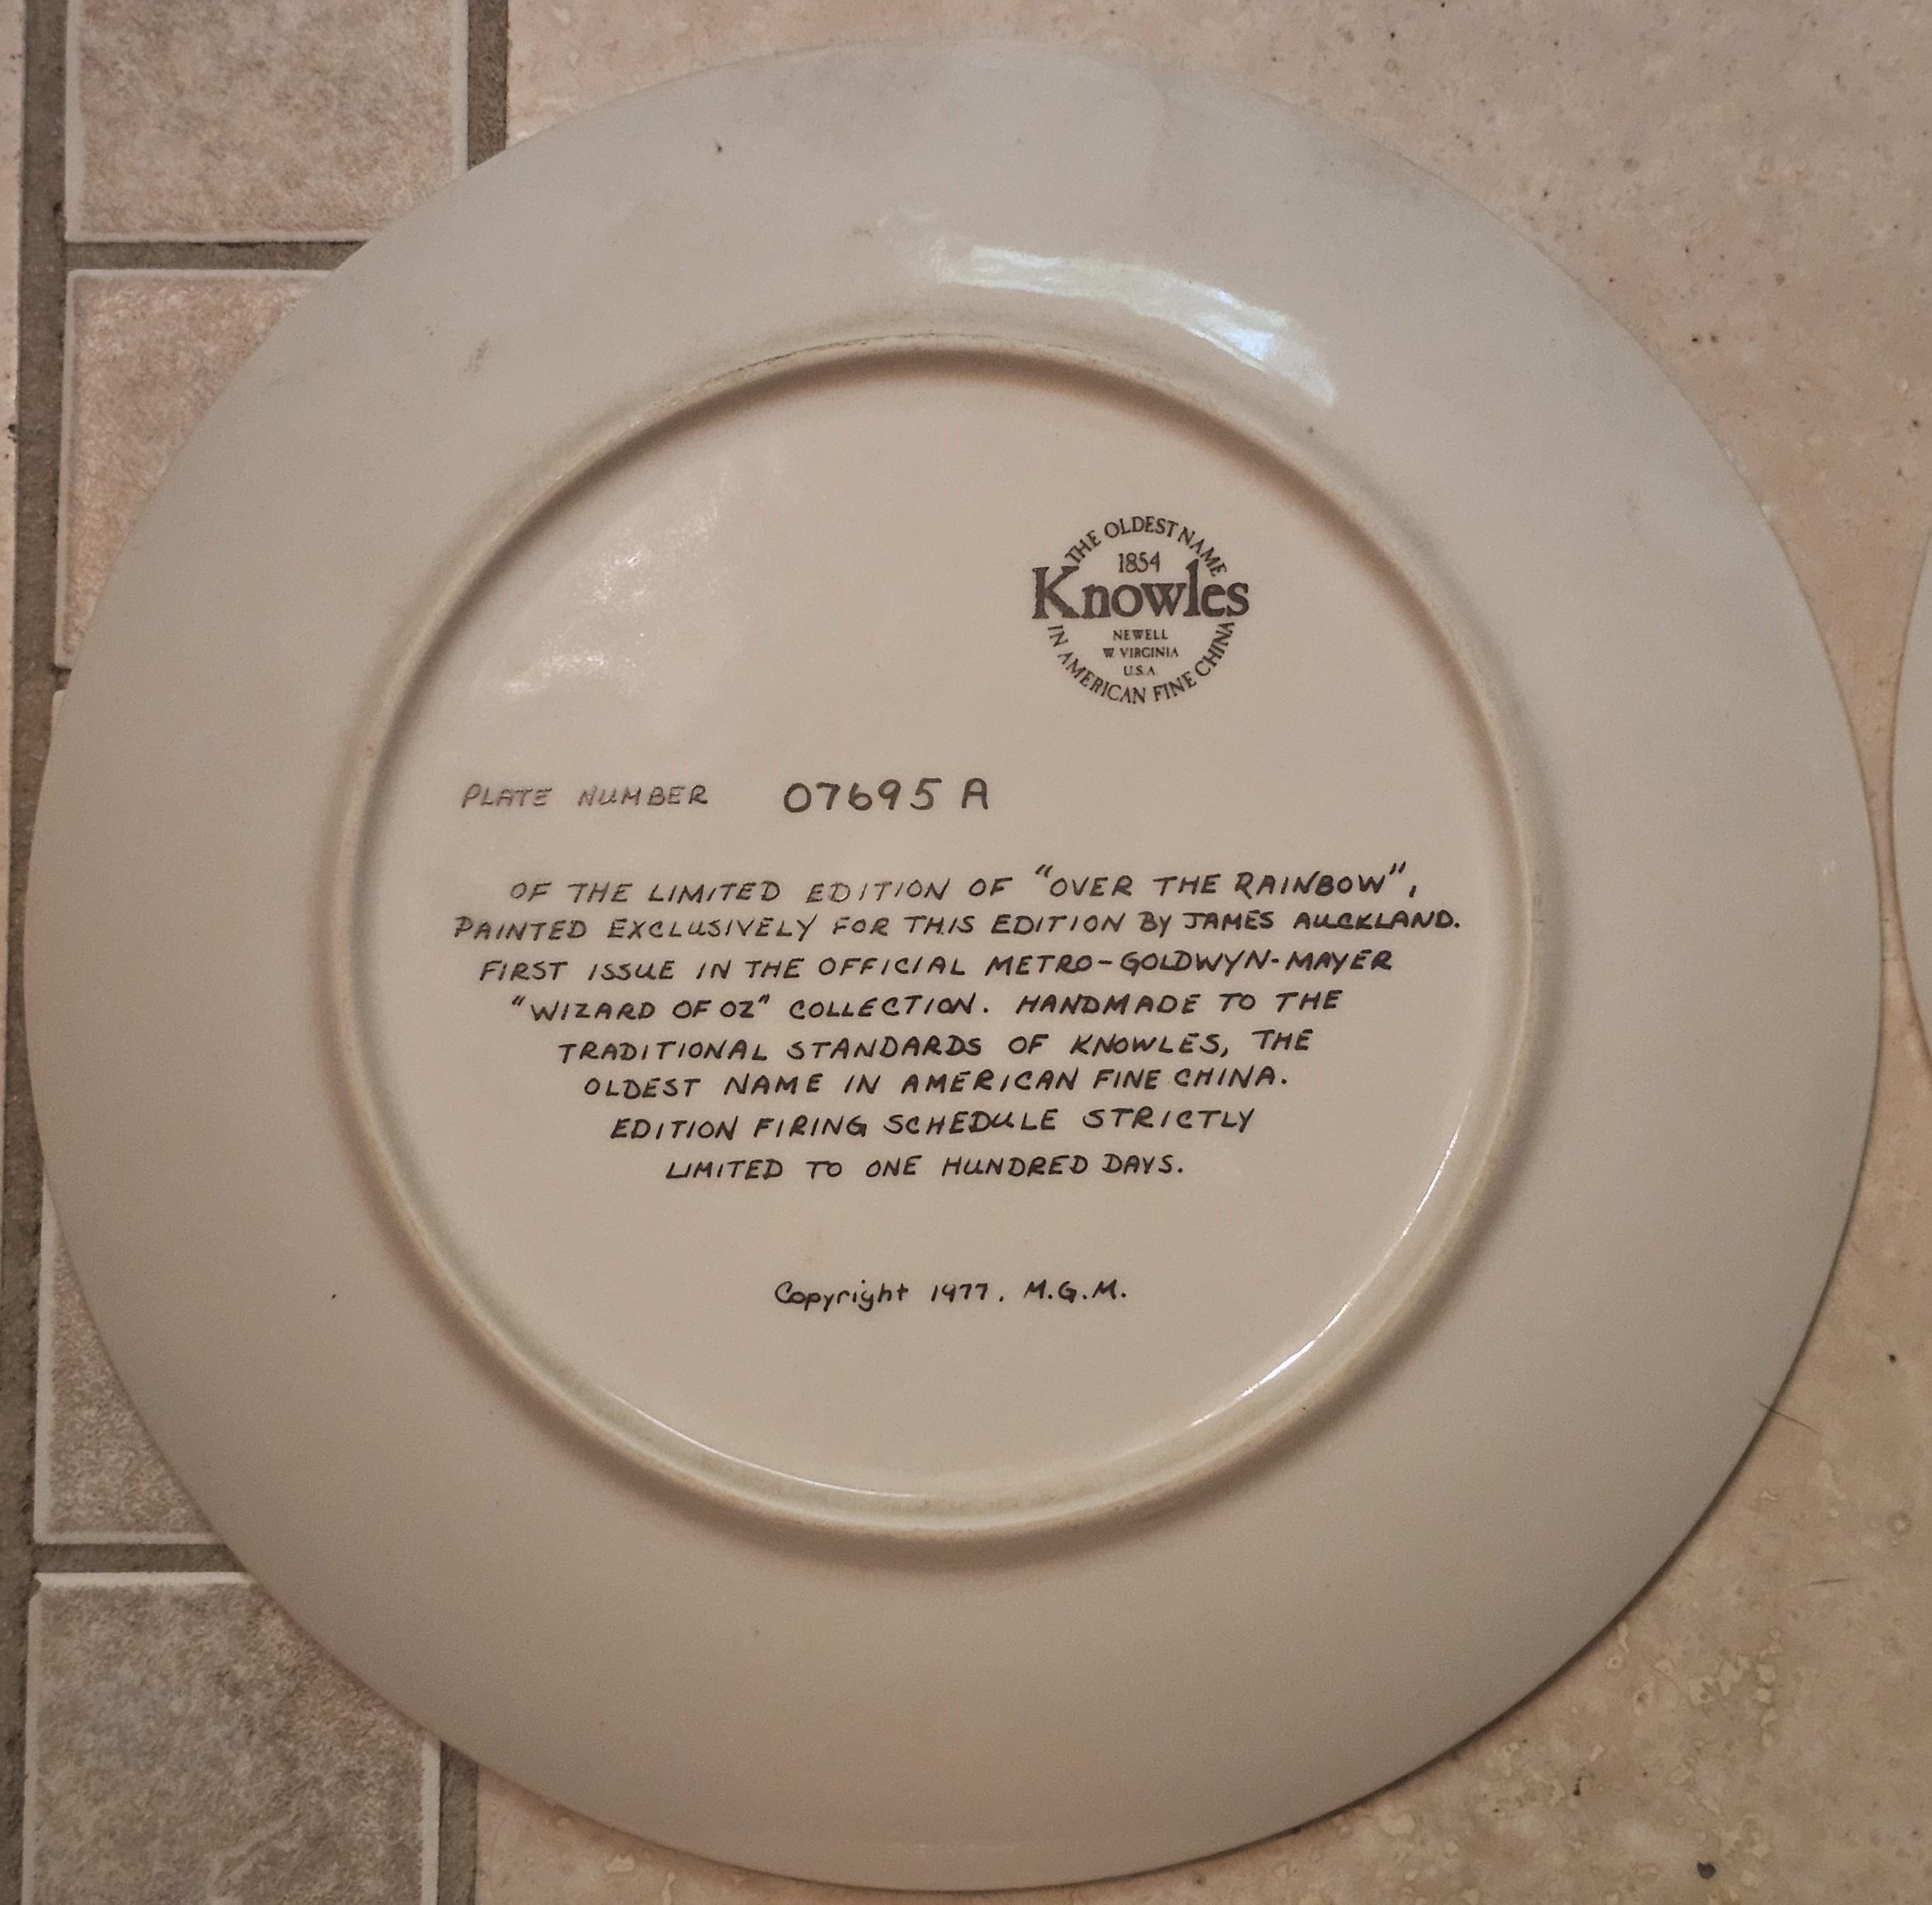 THE OLDEST NAME
1854
Knowles
NEWELL
W. VIRGINIA
U.S.A.
IN AMERICAN FINE CHINA
PLATE NUMBER 07695 A
OF THE LIMITED EDITION OF "OVER THE RAINBOW",
PAINTED EXCLUSIVELY FOR THIS EDITION BY JAMES AUCKLAND.
FIRST ISSUE IN THE OFFICIAL METRO-GOLDWYN-MAYER
"WIZARD OF OZ" COLLECTION. HANDMADE TO THE
TRADITIONAL STANDARDS OF KNOWLES, THE
OLDEST NAME IN AMERICAN FINE CHINA.
EDITION FIRING SCHEDULE STRICTLY
LIMITED TO ONE HUNDRED DAYS.
Copyright 1977. M.G.M.